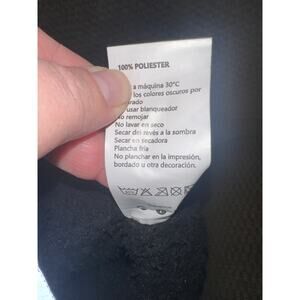 100% POLIESTER
a máquina 30°C
los colores oscuros por
usar blanqueador
No remojar
No lavar en seco
Secar del revés a la sombra
Secar en secadora
Plancha fría
No planchar en la impresión,
bordado u otra decoración.